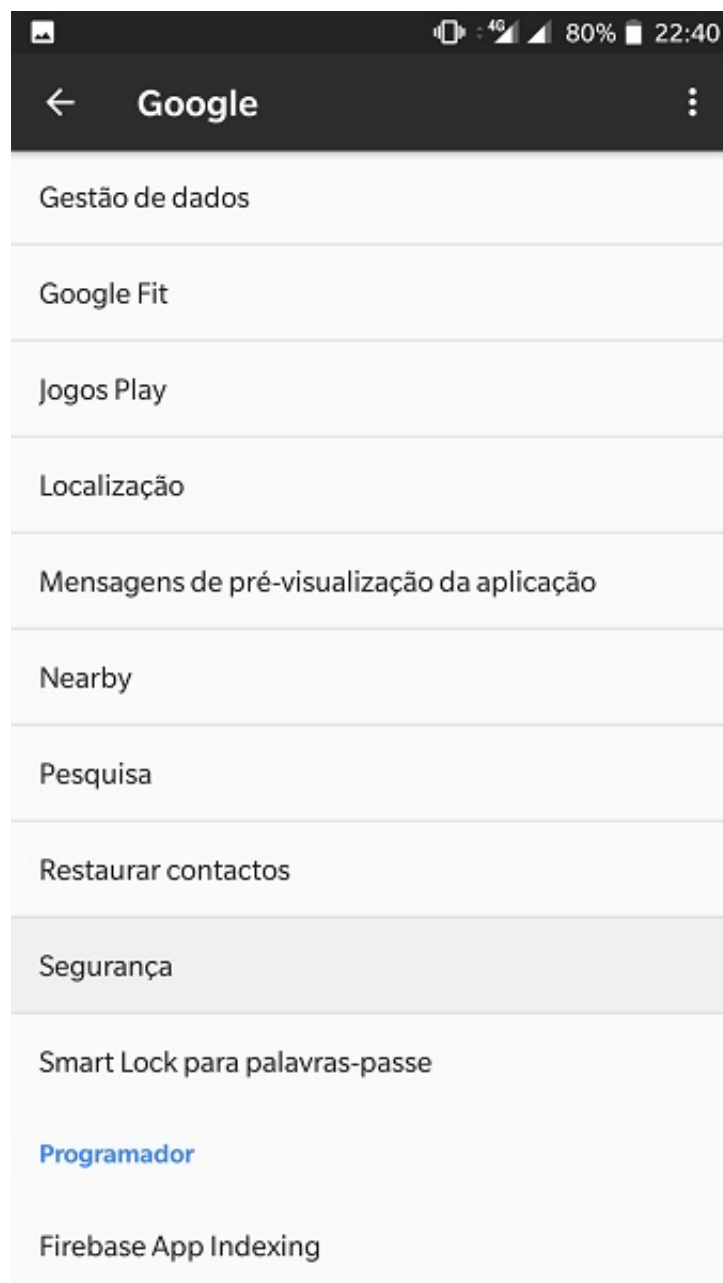 4G 80% 22:40
Google
Gestão de dados
Google Fit
Jogos Play
Localização
Mensagens de pré-visualização da aplicação
Nearby
Pesquisa
Restaurar contactos
Segurança
Smart Lock para palavras-passe
Programador
Firebase App Indexing